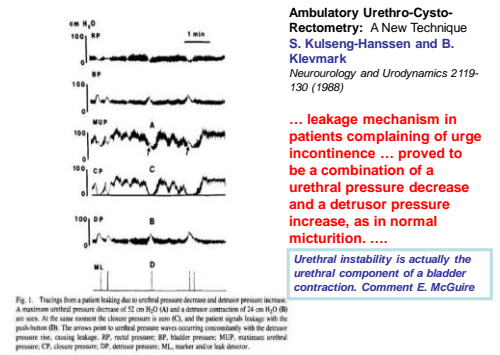 cm H₂O
100
0
RP
1 min
100
0
BP
100
0
MUP
A
100
0
CP
C
100
0
DP
B
ML
D
Fig. 1. Tracings from a patient leaking due to urethral pressure decrease and detrusor pressure increase.
A maximum urethral pressure decrease of 52 cm H₂O (A) and a detrusor contraction of 24 cm H₂O (B)
are seen. At the same moment the closure pressure is zero (C), and the patient signals leakage with the
push-button (D). The arrows point to urethral pressure waves occurring concomitantly with the detrusor
pressure rise, causing leakage. RP, rectal pressure; BP, bladder pressure; MUP, maximum urethral
pressure; CP, closure pressure; DP, detrusor pressure; ML, marker and/or leak detector.
Ambulatory Urethro-Cysto-
Rectometry: A New Technique
S. Kulseng-Hanssen and B.
Klevmark
Neurourology and Urodynamics 2119-
130 (1988)
… leakage mechanism in
patients complaining of urge
incontinence … proved to
be a combination of a
urethral pressure decrease
and a detrusor pressure
increase, as in normal
micturition. ….
Urethral instability is actually the
urethral component of a bladder
contraction. Comment E. McGuire